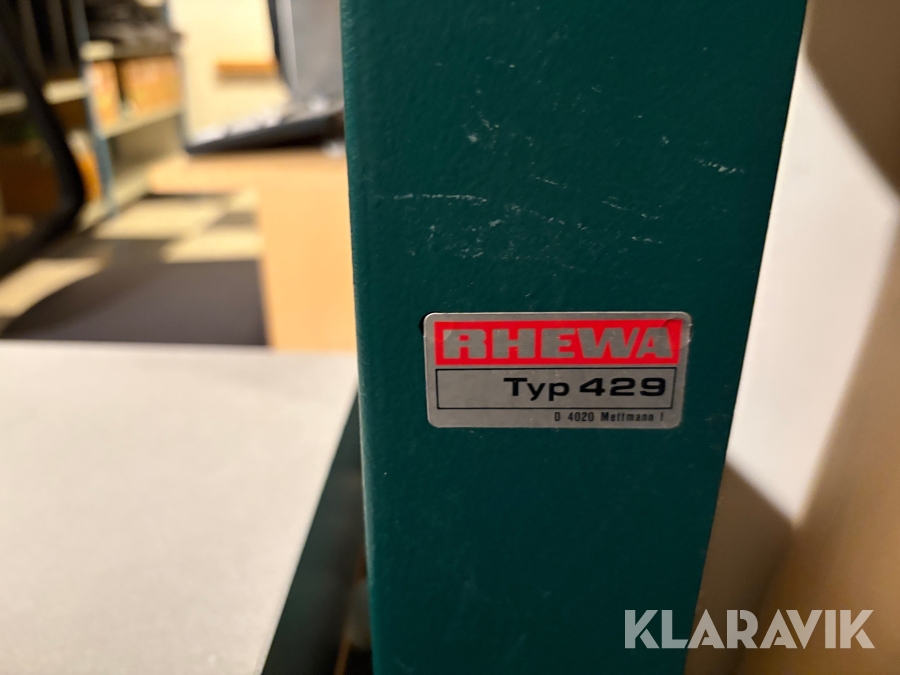 RHEWA
Typ 429
D 4020 Mettmann 1
KLARAVIK